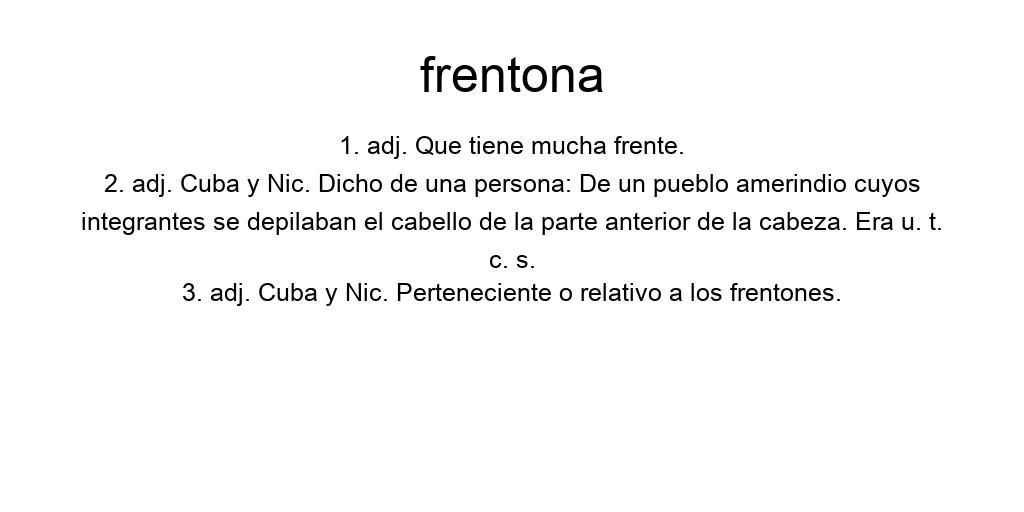 frentona
1. adj. Que tiene mucha frente.
2. adj. Cuba y Nic. Dicho de una persona: De un pueblo amerindio cuyos
integrantes se depilaban el cabello de la parte anterior de la cabeza. Era u. t.
c. s.
3. adj. Cuba y Nic. Perteneciente o relativo a los frentones.